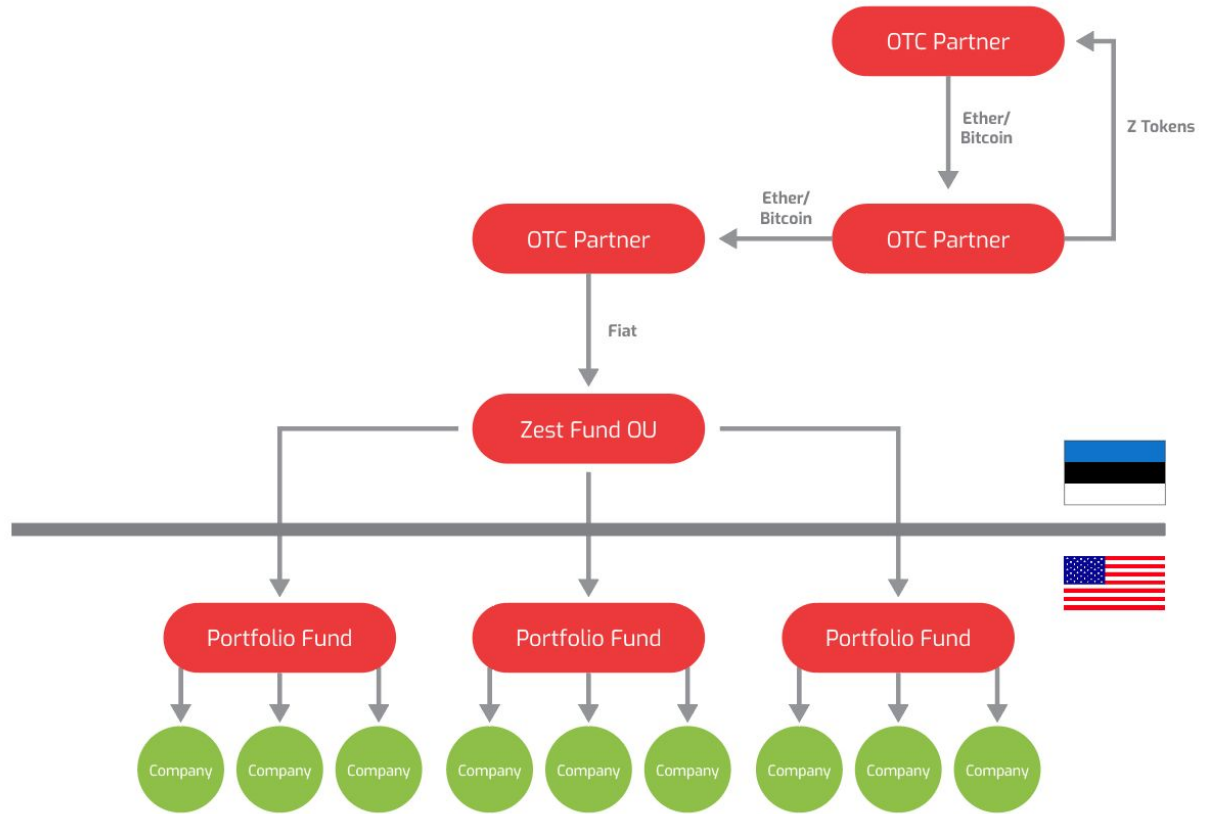 OTC Partner
Ether/
Bitcoin
Z Tokens
Ether/
Bitcoin
OTC Partner
OTC Partner
Fiat
Zest Fund OU
Portfolio Fund
Portfolio Fund
Portfolio Fund
Company
Company
Company
Company
Company
Company
Company
Company
Company